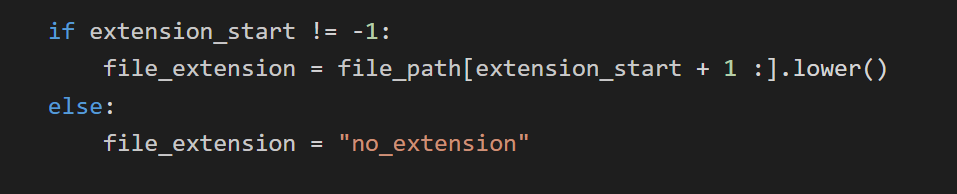 if extension_start != -1:
    file_extension = file_path[extension_start + 1 :].lower()
else:
    file_extension = "no_extension"